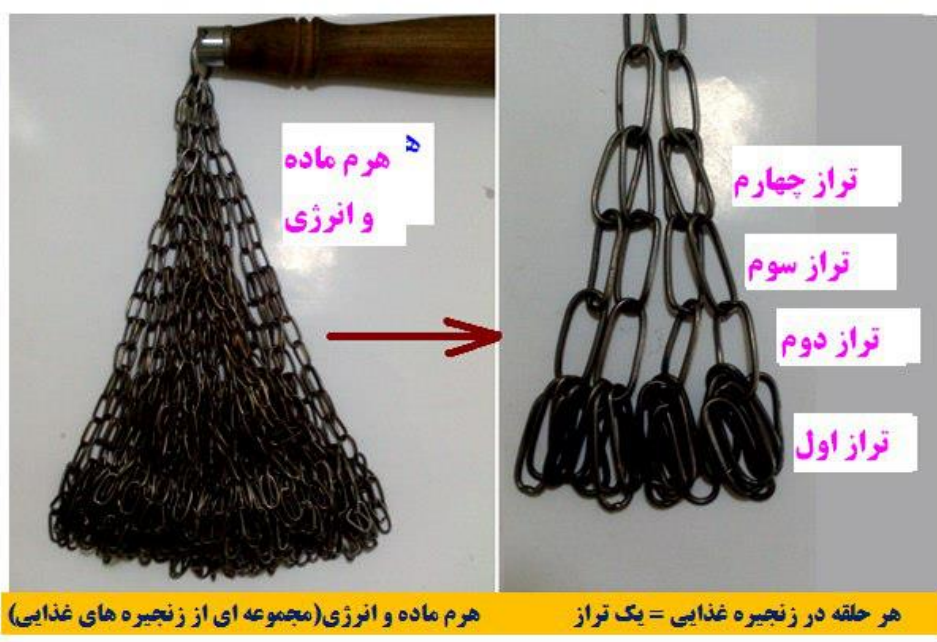 هرم ماده
و انرژی
ه
تراز چهارم
تراز سوم
تراز دوم
تراز اول
هر حلقه در زنجیره غذایی = یک تراز
هرم ماده و انرژی(مجموعه ای از زنجیره های غذایی)